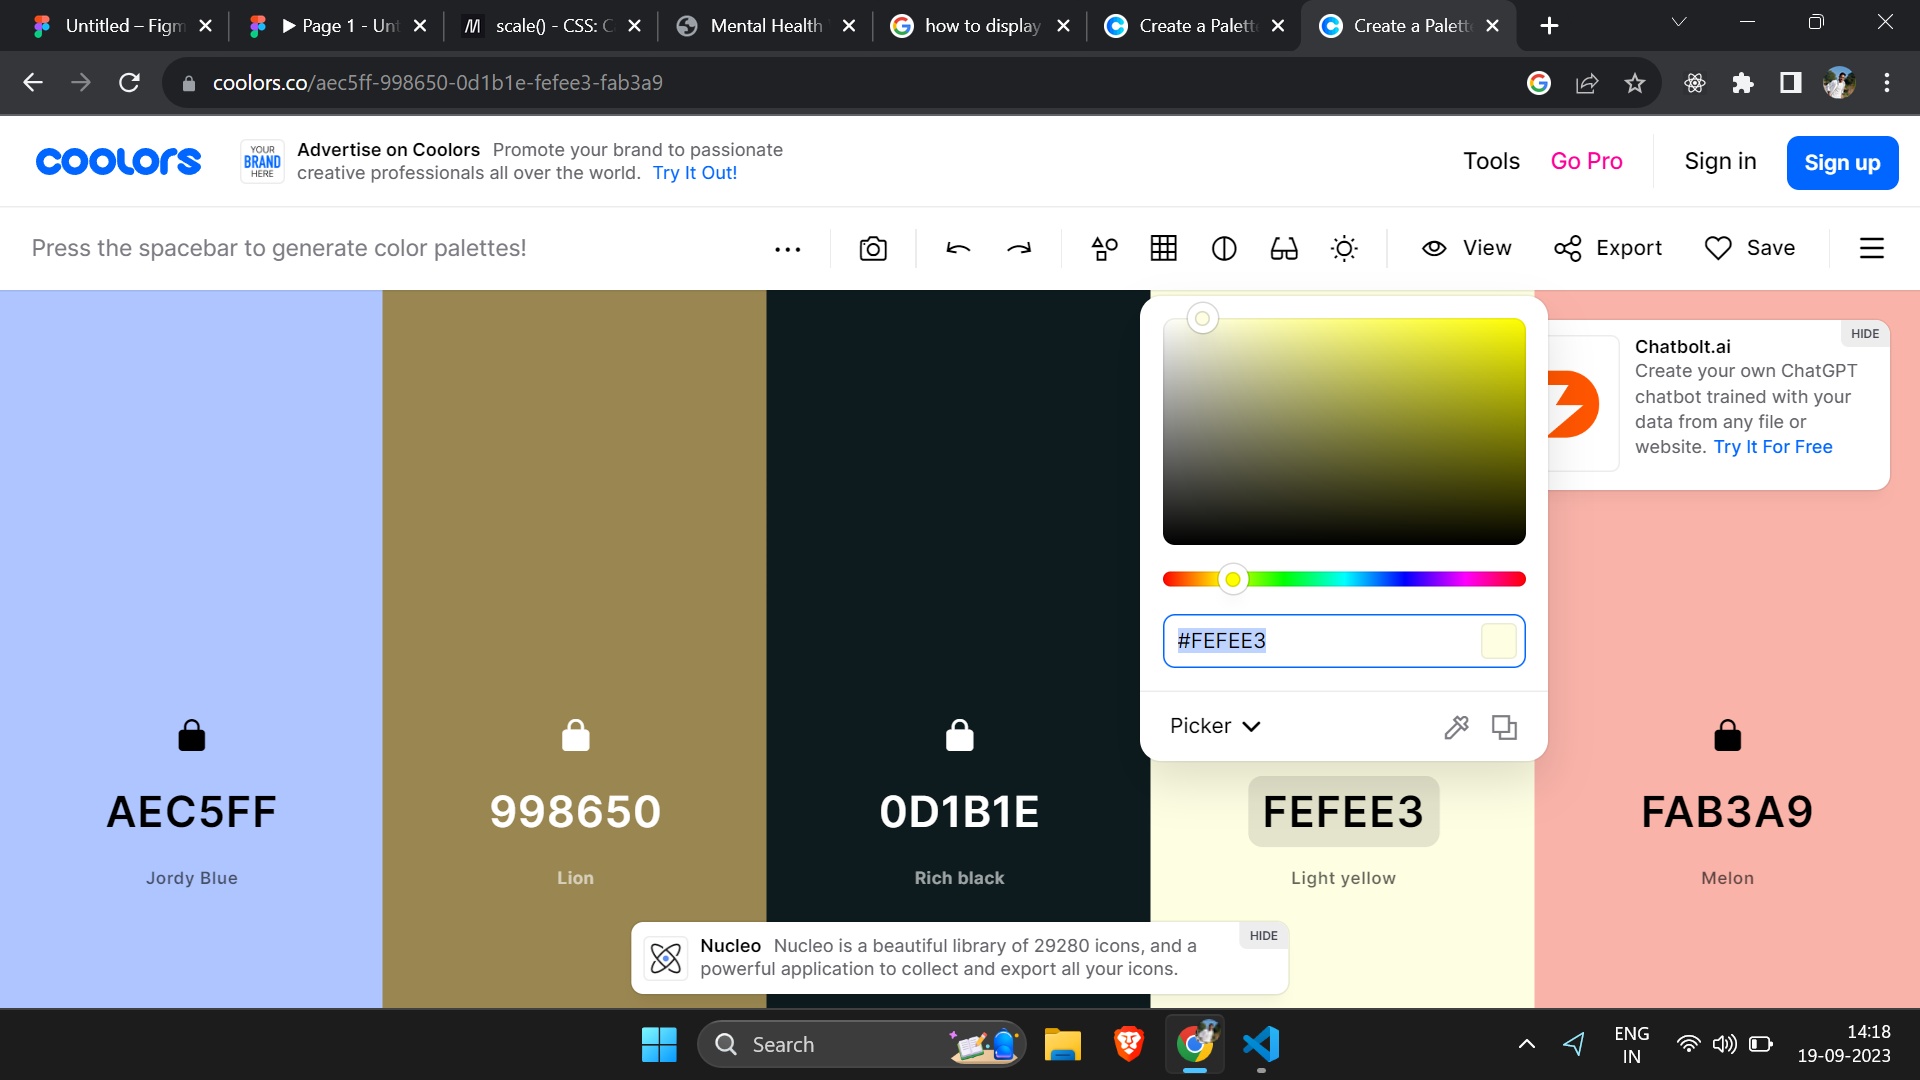 Untitled – Figm
Page 1 - Unt
scale() - CSS: C
Mental Health
how to display
Create a Palett
Create a Palett
coolors.co/aec5ff-998650-0d1b1e-fefee3-fab3a9
coolors
YOUR
BRAND
HERE
Advertise on Coolors Promote your brand to passionate
creative professionals all over the world. Try It Out!
Tools
Go Pro
Sign in
Sign up
Press the spacebar to generate color palettes!
View
Export
Save
HIDE
Chatbolt.ai
Create your own ChatGPT
chatbot trained with your
data from any file or
website. Try It For Free
#FEFEE3
Picker
AEC5FF
998650
0D1B1E
FEFEE3
FAB3A9
Jordy Blue
Lion
Rich black
Light yellow
Melon
HIDE
Nucleo Nucleo is a beautiful library of 29280 icons, and a
powerful application to collect and export all your icons.
Search
ENG
IN
14:18
19-09-2023